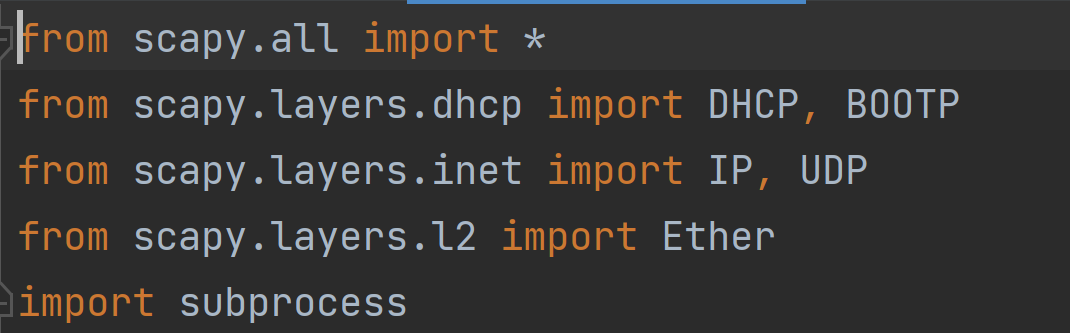 from scapy.all import *
from scapy.layers.dhcp import DHCP, BOOTP
from scapy.layers.inet import IP, UDP
from scapy.layers.l2 import Ether
import subprocess